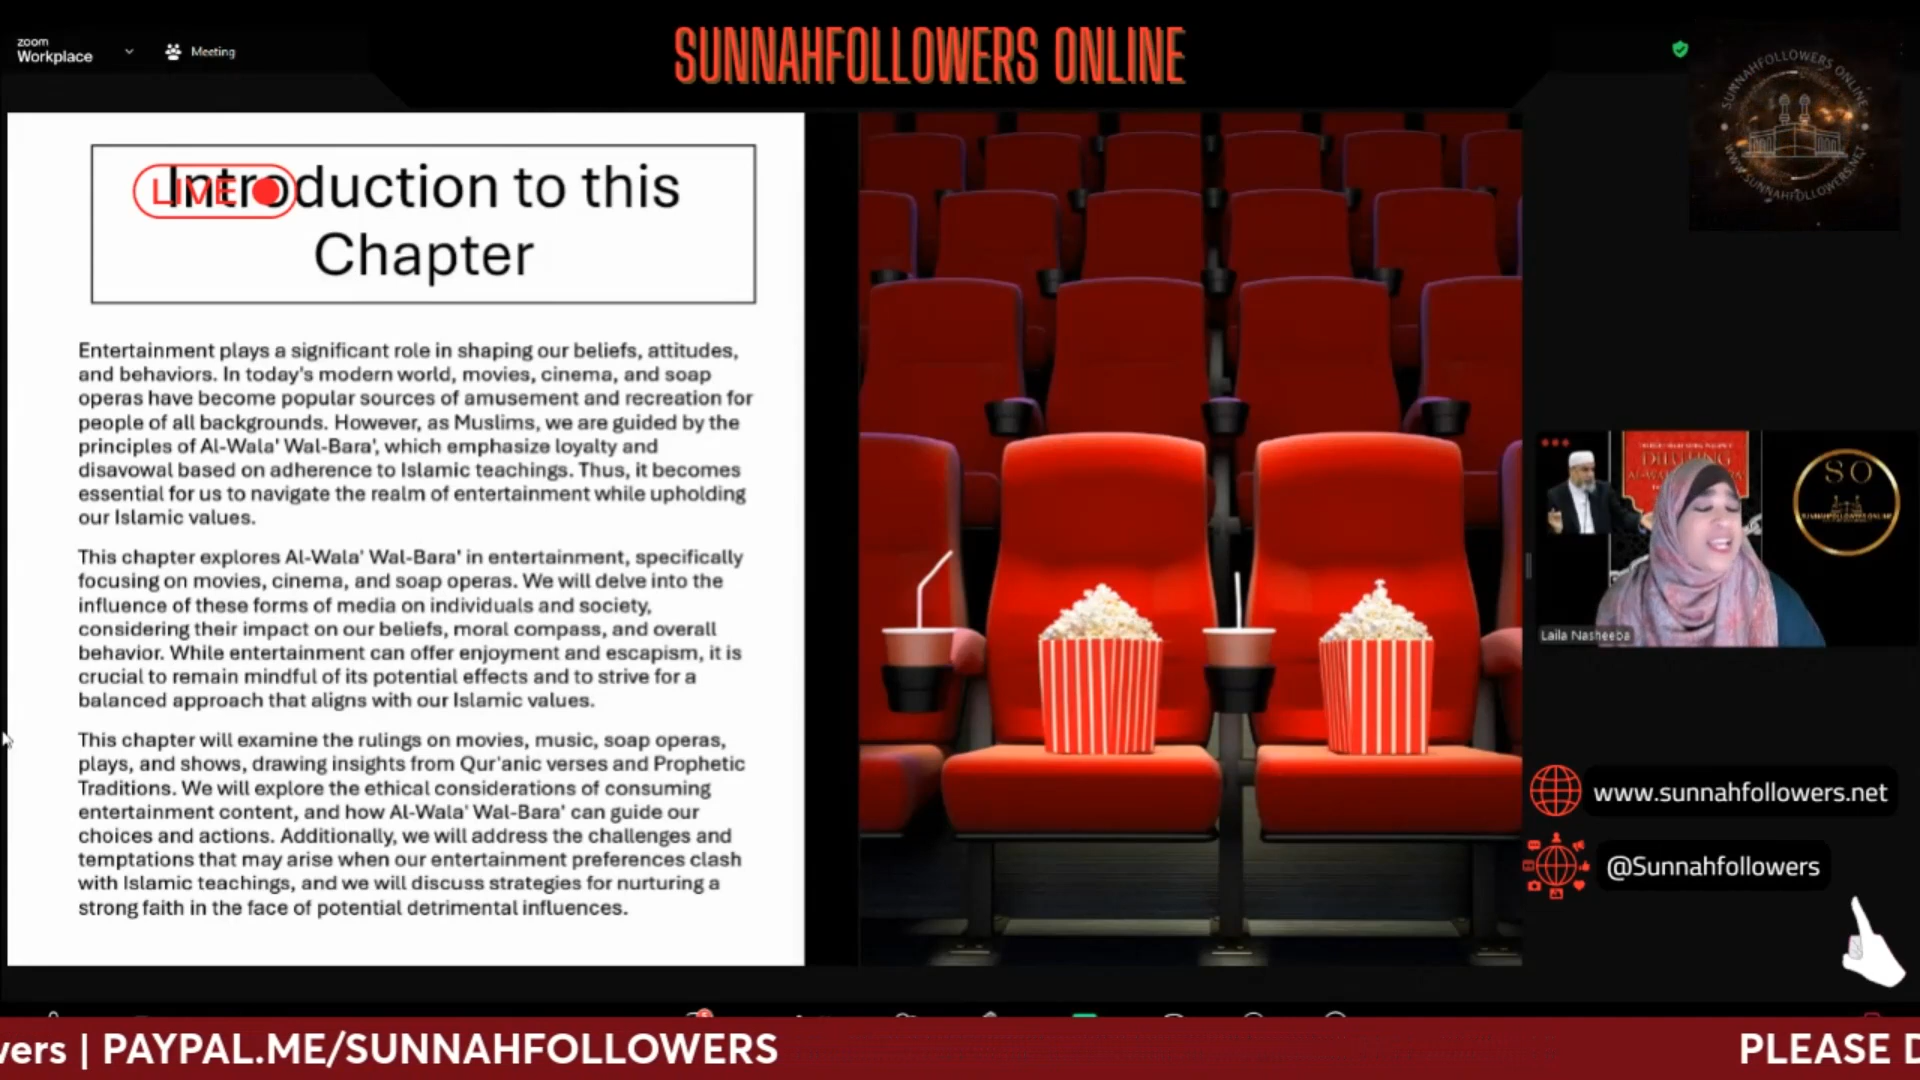 zoom
Workplace
Meeting
SUNNAHFOLLOWERS ONLINE
SUNNAHFOLLOWERS ONLINE
WWW.SUNNAHFOLLOWERS.NET
LIVE
Introduction to this
Chapter
Entertainment plays a significant role in shaping our beliefs, attitudes,
and behaviors. In today's modern world, movies, cinema, and soap
operas have become popular sources of amusement and recreation for
people of all backgrounds. However, as Muslims, we are guided by the
principles of Al-Wala' Wal-Bara', which emphasize loyalty and
disavowal based on adherence to Islamic teachings. Thus, it becomes
essential for us to navigate the realm of entertainment while upholding
our Islamic values.
This chapter explores Al-Wala' Wal-Bara' in entertainment, specifically
focusing on movies, cinema, and soap operas. We will delve into the
influence of these forms of media on individuals and society,
considering their impact on our beliefs, moral compass, and overall
behavior. While entertainment can offer enjoyment and escapism, it is
crucial to remain mindful of its potential effects and to strive for a
balanced approach that aligns with our Islamic values.
This chapter will examine the rulings on movies, music, soap operas,
plays, and shows, drawing insights from Qur'anic verses and Prophetic
Traditions. We will explore the ethical considerations of consuming
entertainment content, and how Al-Wala' Wal-Bara' can guide our
choices and actions. Additionally, we will address the challenges and
temptations that may arise when our entertainment preferences clash
with Islamic teachings, and we will discuss strategies for nurturing a
strong faith in the face of potential detrimental influences.
SO
SUNNAHFOLLOWERS ONLINE
Laila Nasheeba
www.sunnahfollowers.net
@Sunnahfollowers
vers | PAYPAL.ME/SUNNAHFOLLOWERS
PLEASE D